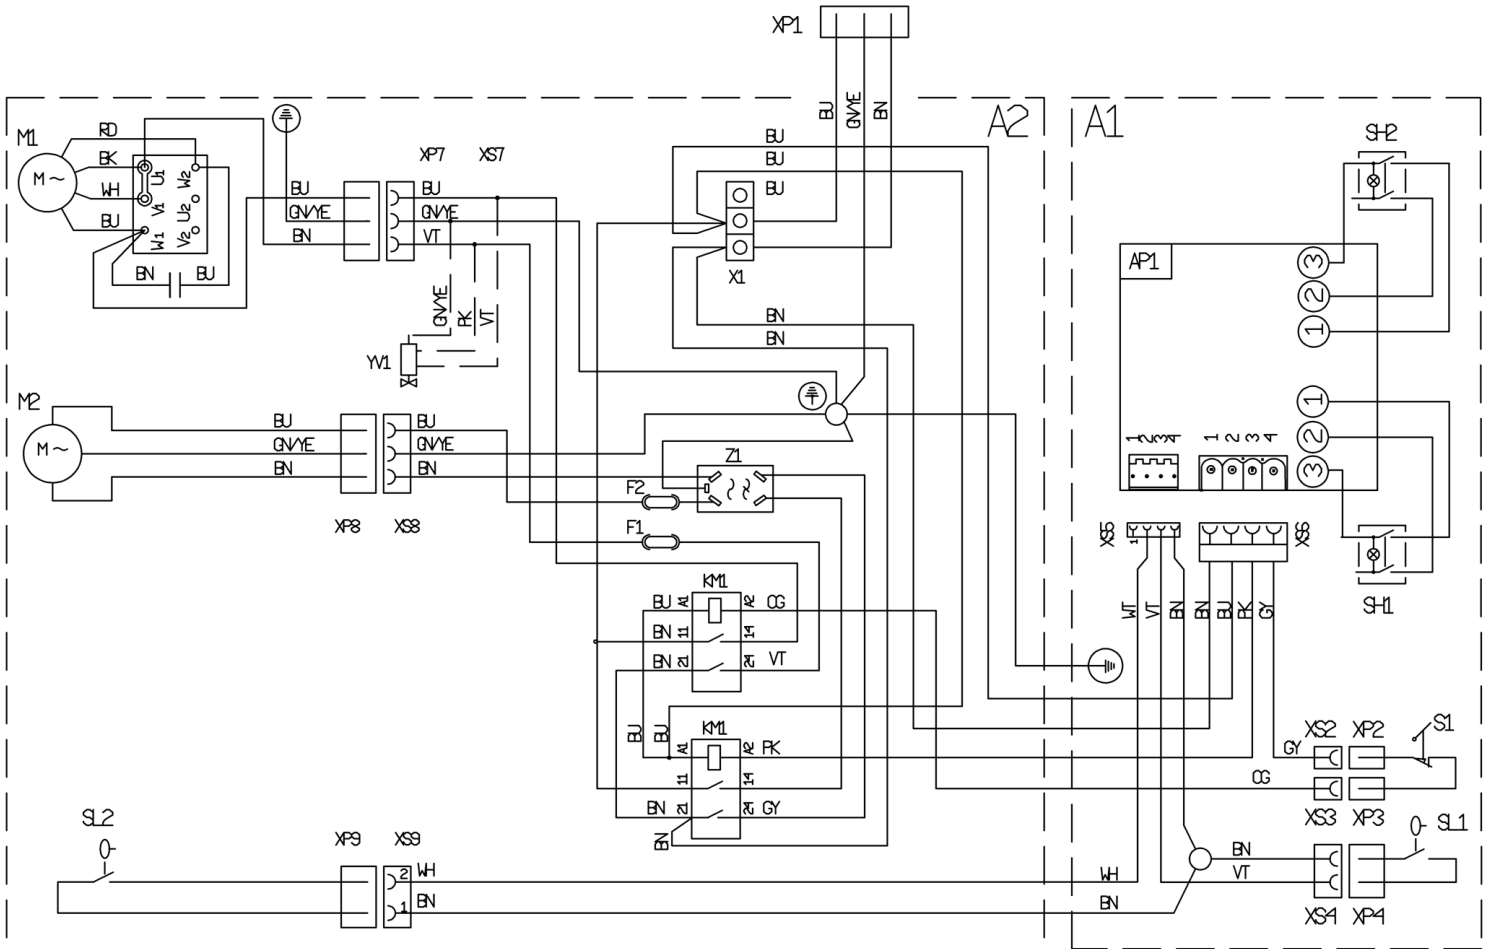 XP1
BU
GN/YE
BN
A2
A1
M1
RD
BK
WH
BU
M ~
U1
V1
W1
W2
U2
V2
BN
BU
BU
GN/YE
BN
XP7
XS7
BU
GN/YE
VT
GN/YE
PK
VT
YV1
BU
BU
BU
X1
BN
BN
SH2
AP1
3
2
1
1
2
3
1
2
3
4
1
2
3
4
M2
M ~
BU
GN/YE
BN
BU
GN/YE
BN
XP8
XS8
Z1
F2
F1
XS5
1
XS6
SH1
WT
VT
BN
BN
BU
PK
GY
KM1
BU
A1
A2
OG
BN
11
14
BN
21
24
VT
BU
BU
KM1
A1
A2
PK
11
14
BN
21
24
GY
BN
XS2
XP2
S1
GY
OG
XS3
XP3
SL1
BN
VT
XS4
XP4
SL2
XP9
XS9
2
WH
1
BN
WH
BN